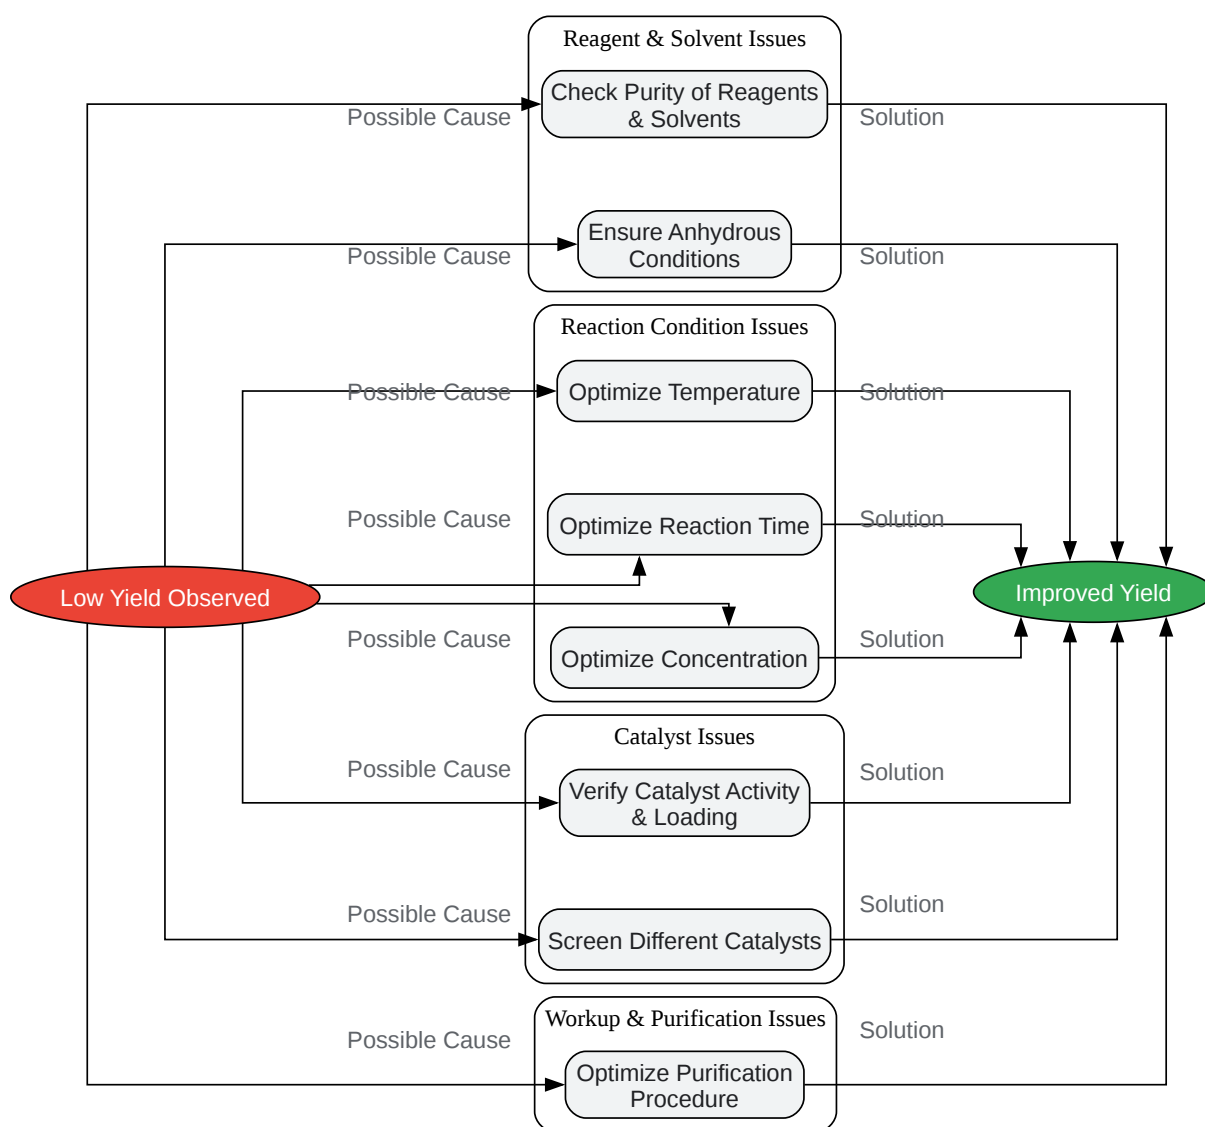 Reagent & Solvent Issues
Check Purity of Reagents
& Solvents
Possible Cause
Solution
Ensure Anhydrous
Conditions
Possible Cause
Solution
Reaction Condition Issues
Possible Cause
Optimize Temperature
Solution
Possible Cause
Optimize Reaction Time
Solution
Low Yield Observed
Improved Yield
Possible Cause
Optimize Concentration
Solution
Catalyst Issues
Possible Cause
Verify Catalyst Activity
& Loading
Solution
Possible Cause
Screen Different Catalysts
Solution
Workup & Purification Issues
Possible Cause
Optimize Purification
Procedure
Solution